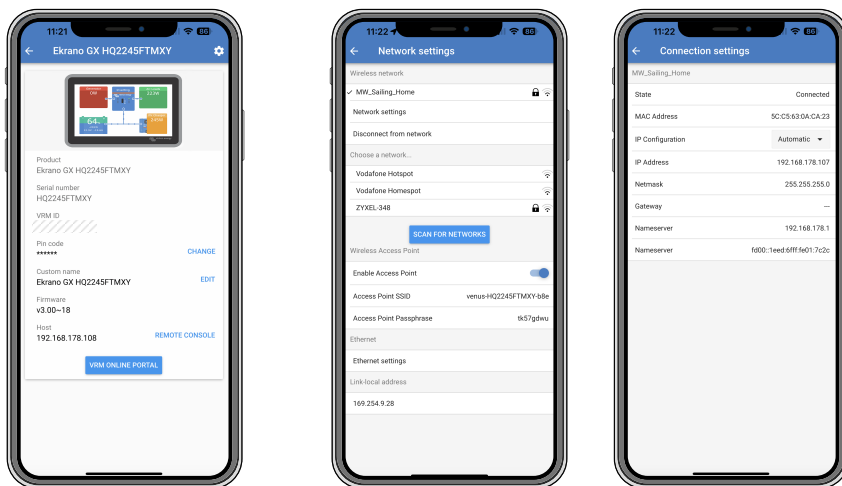 11:21
86
Ekrano GX HQ2245FTMXY
64
Product
Ekrano GX HQ2245FTMXY
Serial number
HQ2245FTMXY
VRM ID
Pin code
****** CHANGE
Custom name
Ekrano GX HQ2245FTMXY EDIT
Firmware
v3.00~18
Host
192.168.178.108 REMOTE CONSOLE
VRM ONLINE PORTAL
11:22
86
Network settings
Wireless network
MW_Sailing_Home
Network settings
Disconnect from network
Choose a network...
Vodafone Hotspot
Vodafone Homespot
ZYXEL-348
SCAN FOR NETWORKS
Wireless Access Point
Enable Access Point
Access Point SSID venus-HQ2245FTMXY-b8e
Access Point Passphrase tk57gdwu
Ethernet
Ethernet settings
Link-local address
169.254.9.28
11:22
86
Connection settings
MW_Sailing_Home
State Connected
MAC Address 5C:C5:63:0A:CA:23
IP Configuration Automatic
IP Address 192.168.178.107
Netmask 255.255.255.0
Gateway —
Nameserver 192.168.178.1
Nameserver fd00::1eed:6fff:fe01:7c2c